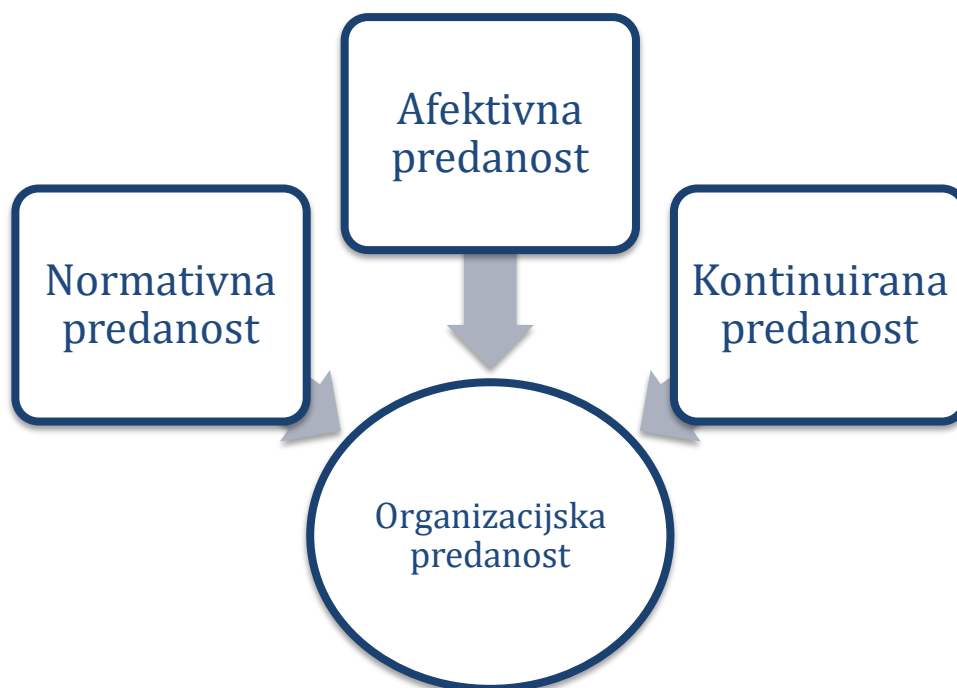 Afektivna
predanost
Normativna
predanost
Kontinuirana
predanost
Organizacijska
predanost